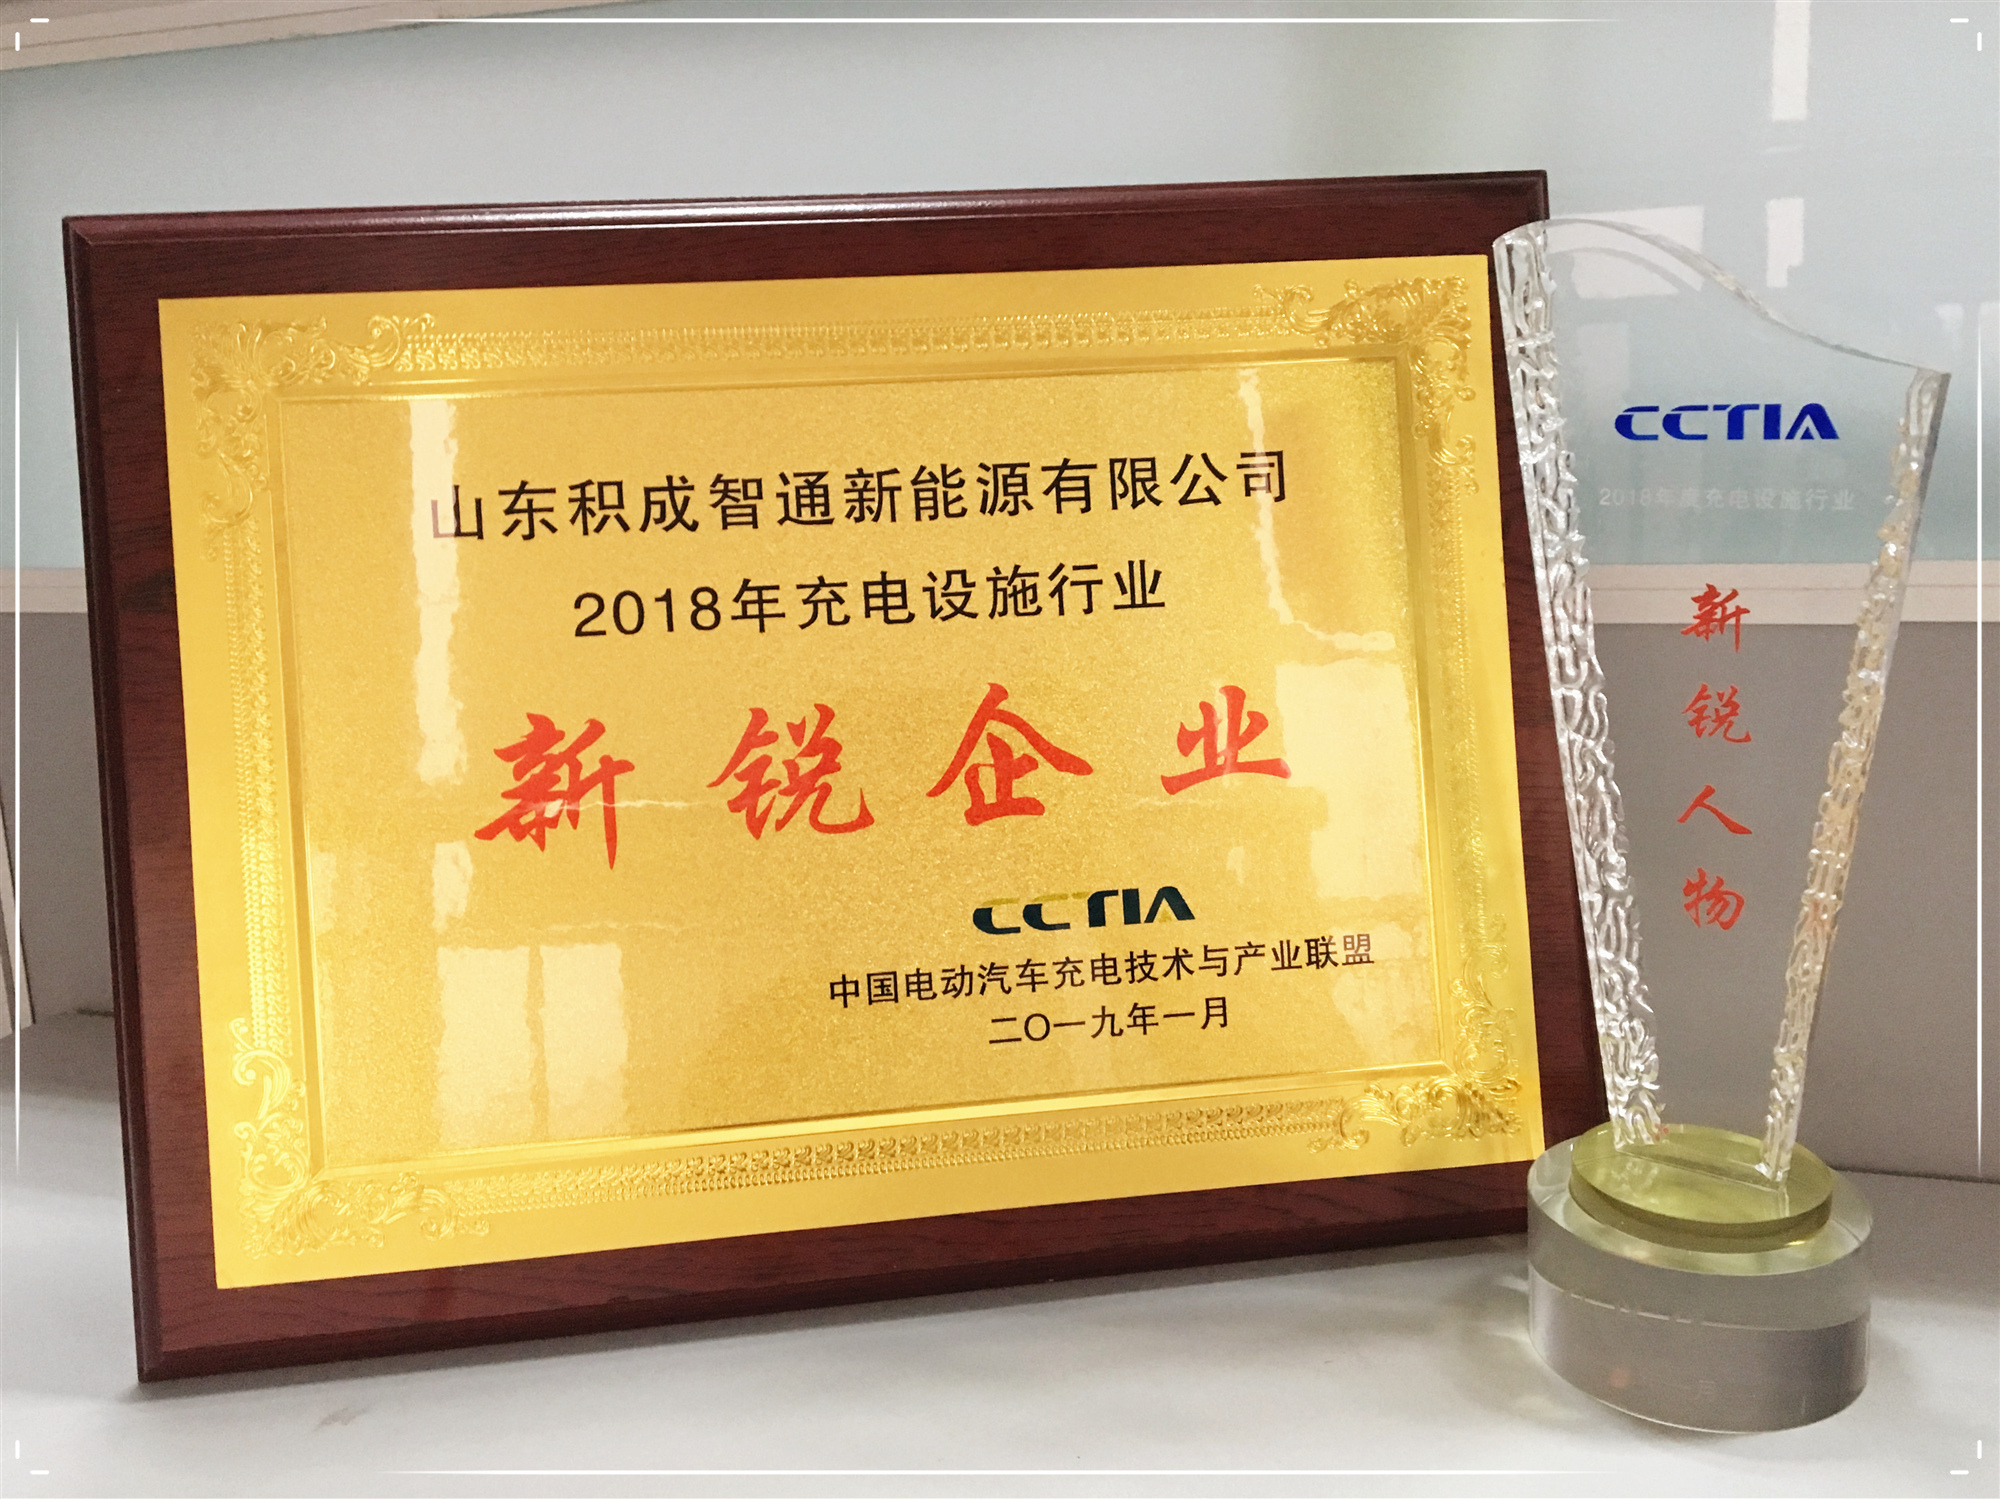 山东积成智通新能源有限公司
2018年充电设施行业
新锐企业
CCTIA
中国电动汽车充电技术与产业联盟
二〇一九年一月
CCTIA
2018年度充电设施行业
新
锐
人
物